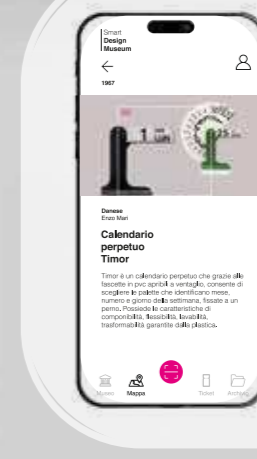 Smart
Design
Museum
1967
1 LUN
Danese
Enzo Mari
Calendario
perpetuo
Timor
Timor è un calendario perpetuo che grazie alle
fascette in pvc apribili a ventaglio, consente di
scegliere le palette che identificano mese,
numero e giorno della settimana, fissate a un
perno. Possiede le caratteristiche di
componibilità, flessibilità, lavabilità,
trasformabilità garantite dalla plastica.
Museo Mappa Ticket Archivio